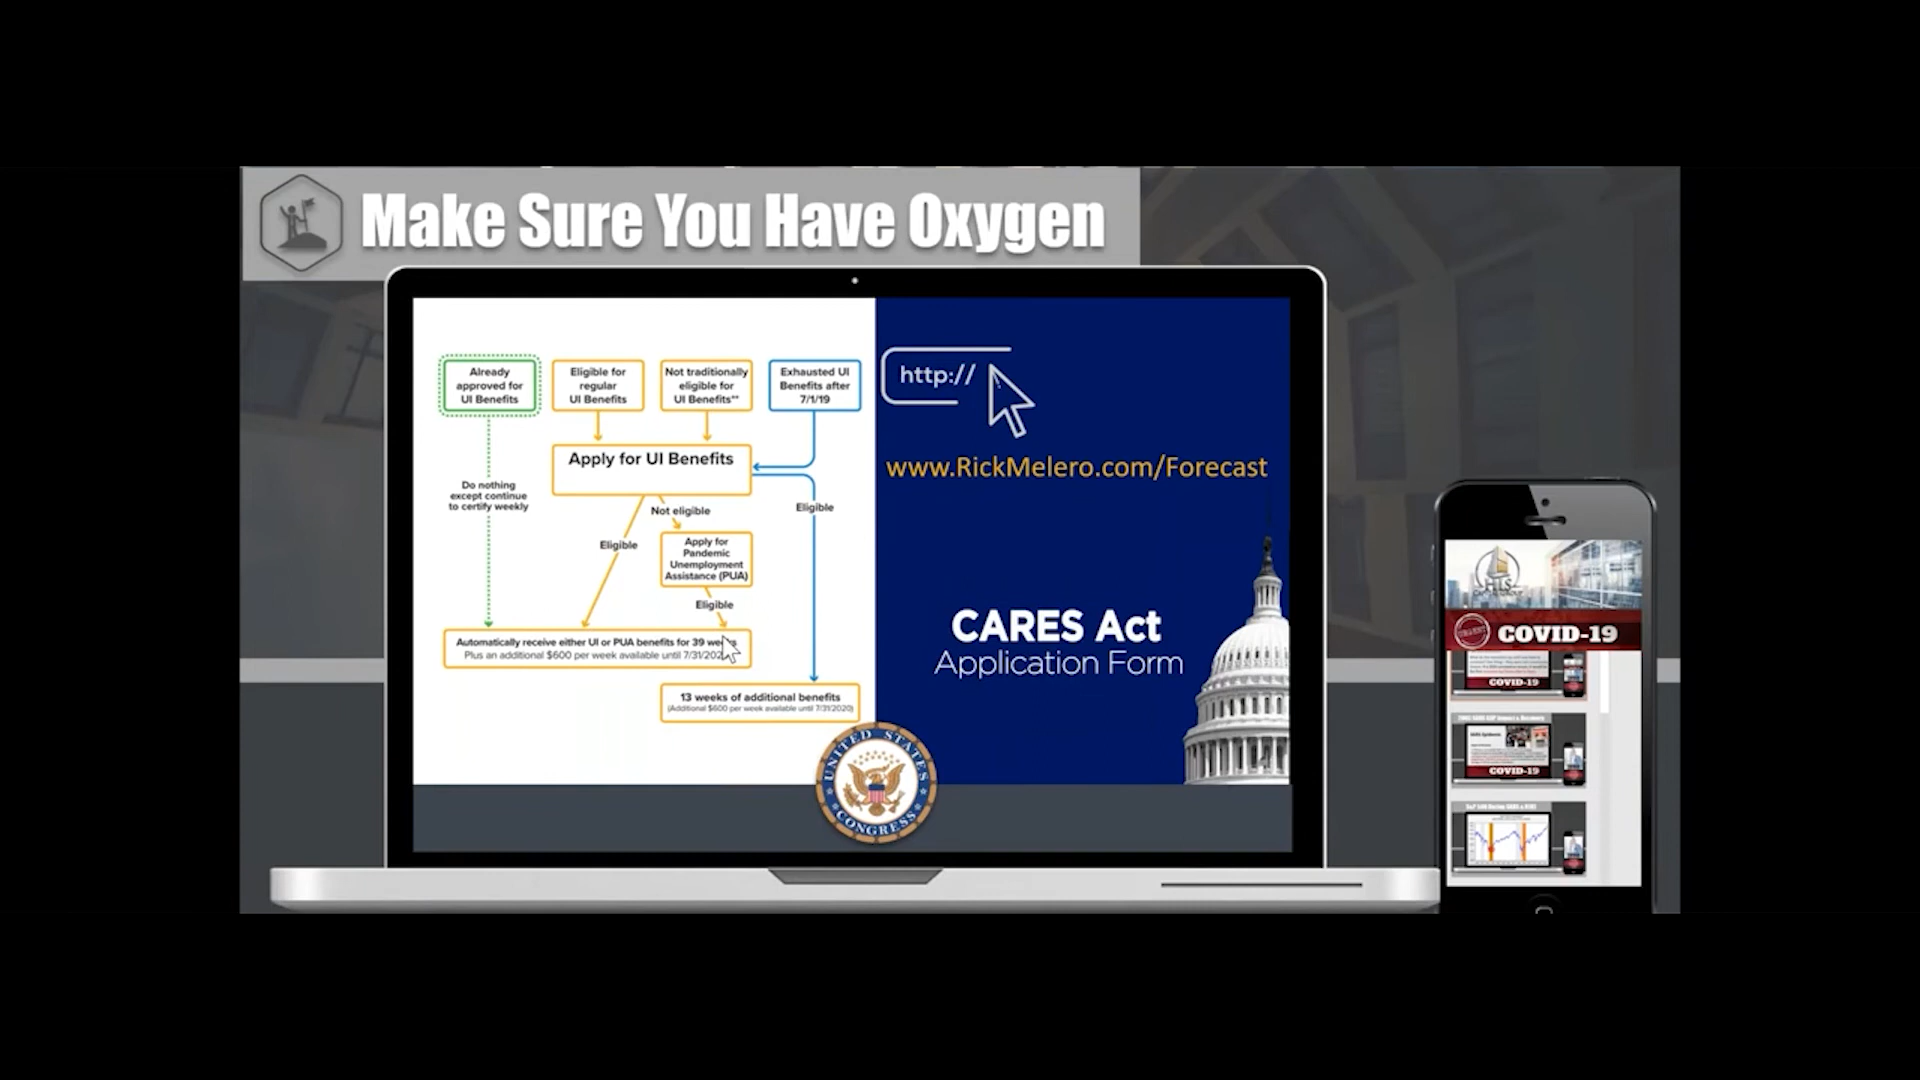 Make Sure You Have Oxygen
Already
approved for
UI Benefits
Eligible for
regular
UI Benefits
Not traditionally
eligible for
UI Benefits**
Exhausted UI
Benefits after
7/1/19
Apply for UI Benefits
Do nothing
except continue
to certify weekly
Not eligible
Eligible
Eligible
Apply for
Pandemic
Unemployment
Assistance (PUA)
Eligible
Automatically receive either UI or PUA benefits for 39
Plus an additional $600 per week available until
13 weeks of additional benefits
(Additional $600 per week available until 7/31/2020)
http://
www.RickMelero.com/Forecast
CARES Act
Application Form
UNITED STATES
CONGRESS
HIS
URGENT
COVID-19
COVID-19
COVID-19